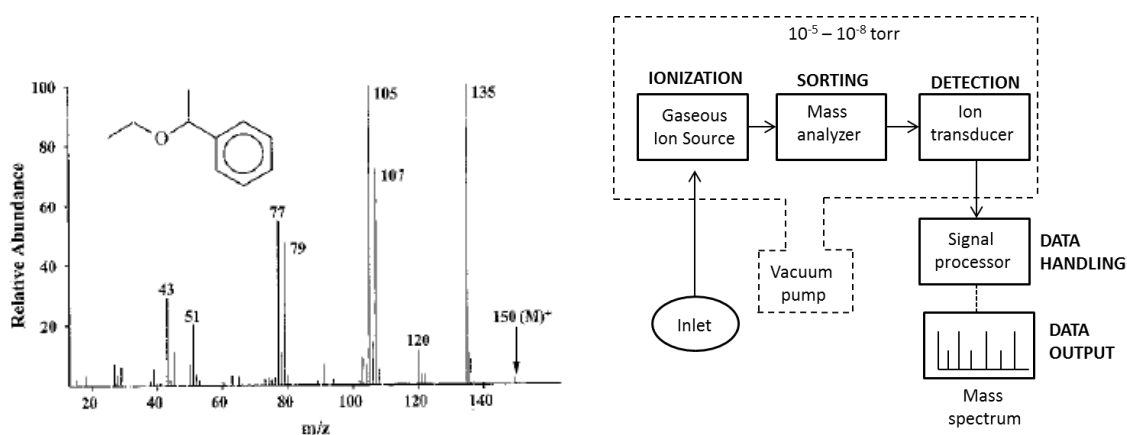 Relative Abundance
100
80
60
40
20
O
43
51
77
79
105
107
120
135
150 (M)+
20 40 60 80 100 120 140
m/z
10-5 – 10-8 torr
IONIZATION
SORTING
DETECTION
Gaseous
Ion Source
Mass
analyzer
Ion
transducer
Vacuum
pump
Inlet
Signal
processor
DATA
HANDLING
DATA
OUTPUT
Mass
spectrum